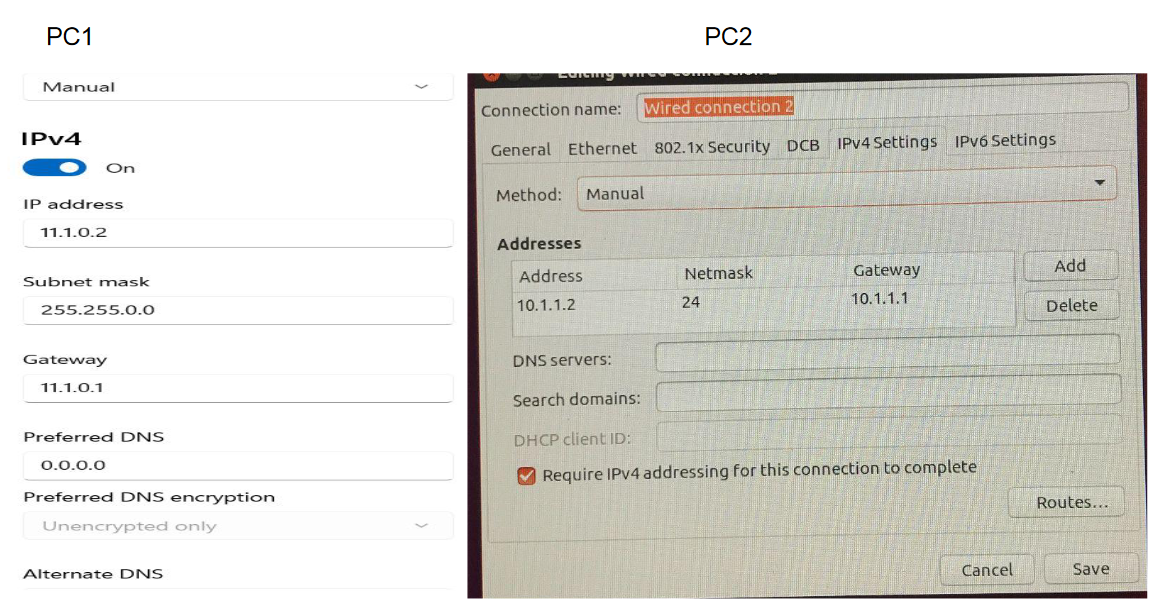 PC1
Manual
IPv4
On
IP address
11.1.0.2
Subnet mask
255.255.0.0
Gateway
11.1.0.1
Preferred DNS
0.0.0.0
Preferred DNS encryption
Unencrypted only
Alternate DNS
PC2
Editing Wired connection 2
Connection name: Wired connection 2
General Ethernet 802.1x Security DCB IPv4 Settings IPv6 Settings
Method: Manual
Addresses
Address Netmask Gateway Add
10.1.1.2 24 10.1.1.1 Delete
DNS servers:
Search domains:
DHCP client ID:
Require IPv4 addressing for this connection to complete
Routes...
Cancel Save